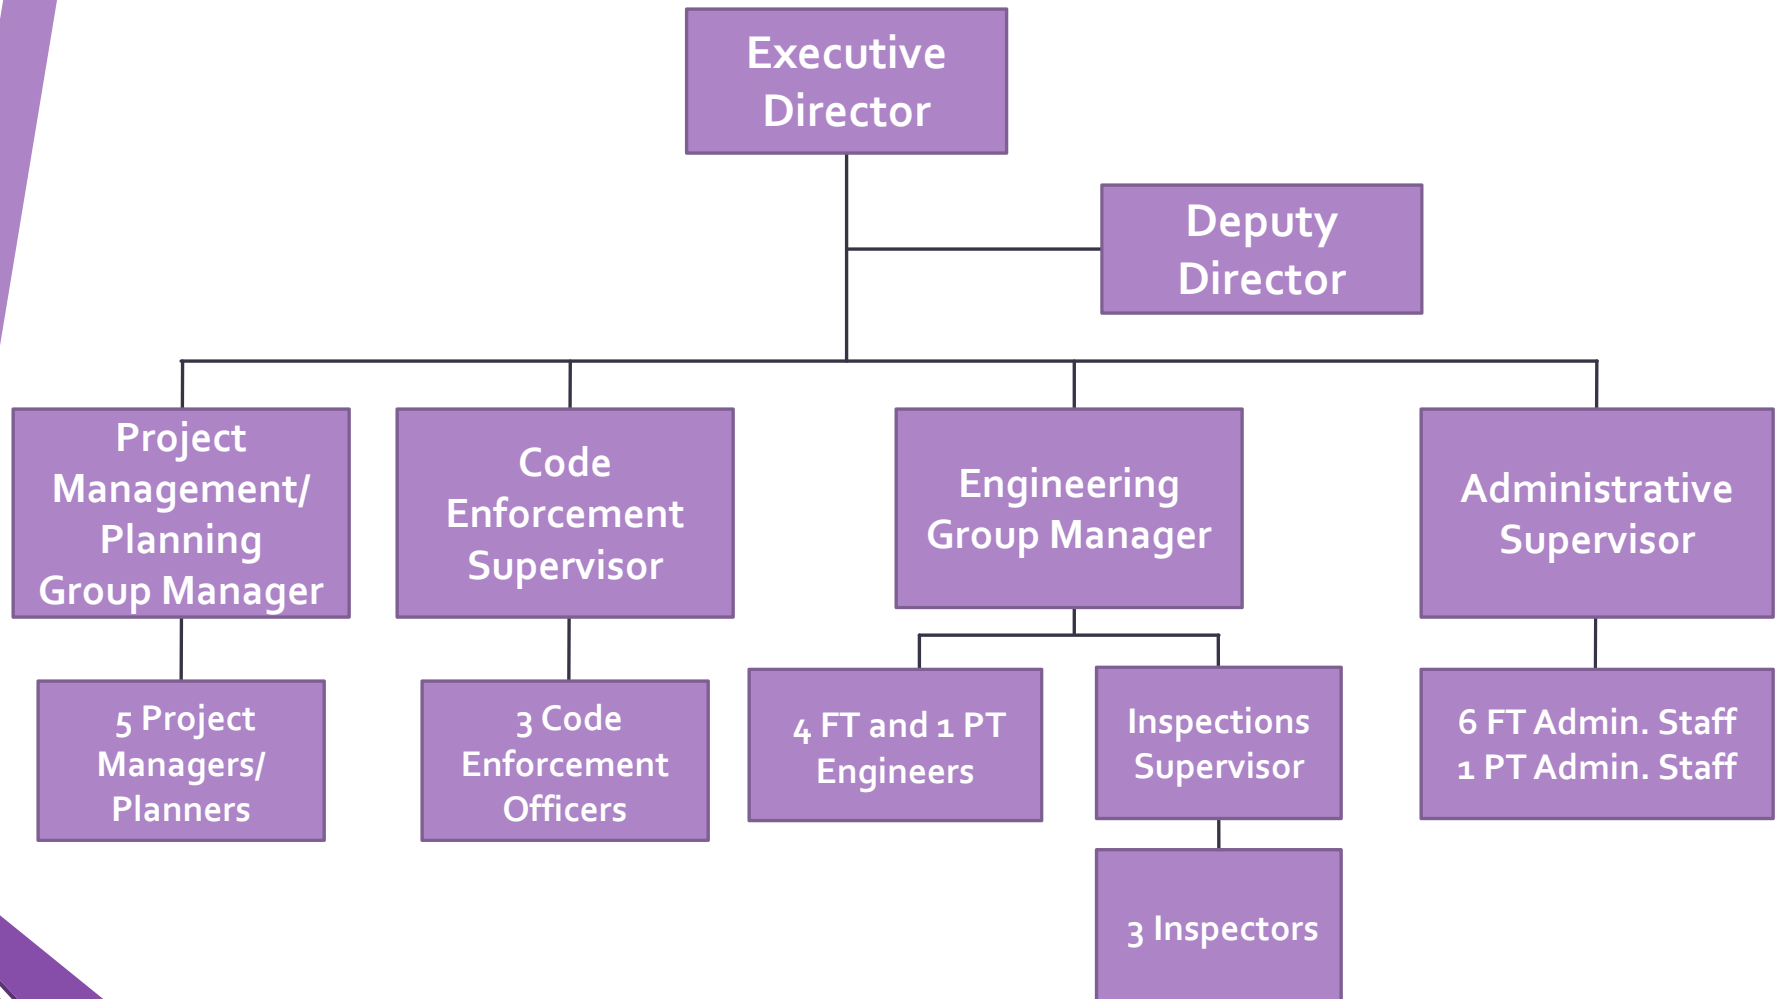 Executive
Director
Deputy
Director
Project
Management/
Planning
Group Manager
Code
Enforcement
Supervisor
Engineering
Group Manager
Administrative
Supervisor
5 Project
Managers/
Planners
3 Code
Enforcement
Officers
4 FT and 1 PT
Engineers
Inspections
Supervisor
6 FT Admin. Staff
1 PT Admin. Staff
3 Inspectors